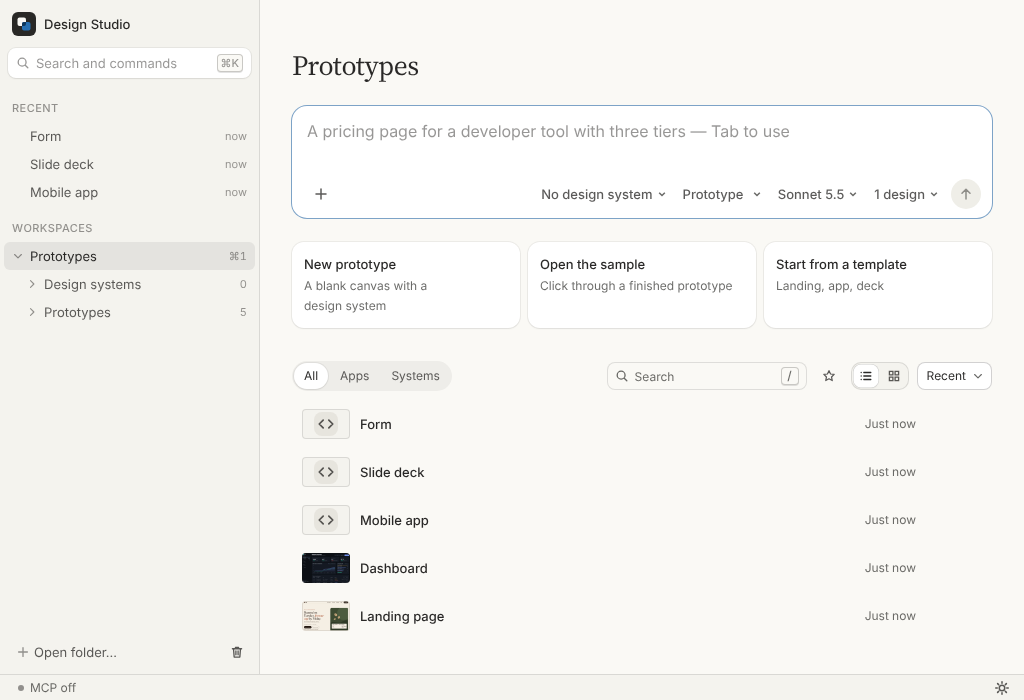 Design Studio
Search and commands ⌘K
RECENT
Form now
Slide deck now
Mobile app now
WORKSPACES
Prototypes ⌘1
Design systems 0
Prototypes 5
Open folder...
MCP off
Prototypes
A pricing page for a developer tool with three tiers — Tab to use
No design system Prototype Sonnet 5.5 1 design
New prototype
A blank canvas with a
design system
Open the sample
Click through a finished prototype
Start from a template
Landing, app, deck
All Apps Systems Search / Recent
Form Just now
Slide deck Just now
Mobile app Just now
Dashboard Just now
Landing page Just now